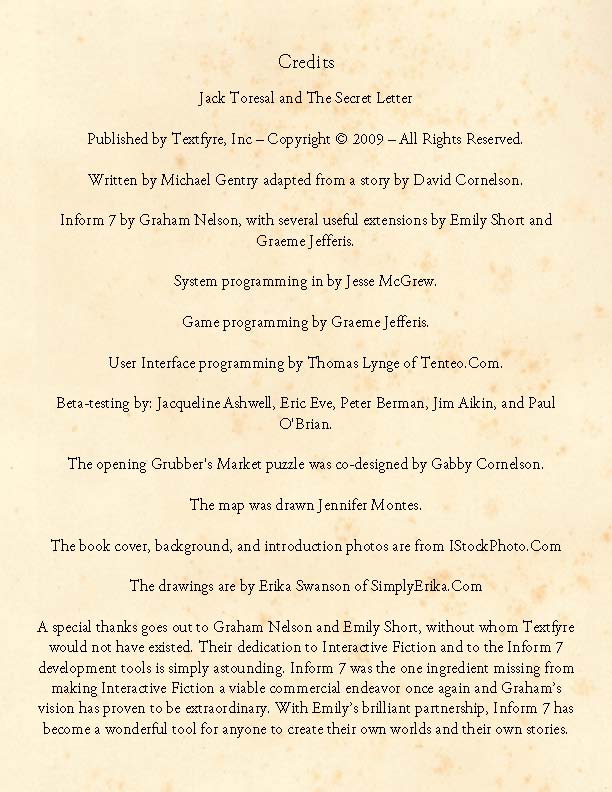 Credits
Jack Toresal and The Secret Letter
Published by Textfyre, Inc – Copyright © 2009 – All Rights Reserved.
Written by Michael Gentry adapted from a story by David Cornelson.
Inform 7 by Graham Nelson, with several useful extensions by Emily Short and
Graeme Jefferis.
System programming in by Jesse McGrew.
Game programming by Graeme Jefferis.
User Interface programming by Thomas Lynge of Tenteo.Com.
Beta-testing by: Jacqueline Ashwell, Eric Eve, Peter Berman, Jim Aikin, and Paul
O'Brian.
The opening Grubber's Market puzzle was co-designed by Gabby Cornelson.
The map was drawn Jennifer Montes.
The book cover, background, and introduction photos are from IStockPhoto.Com
The drawings are by Erika Swanson of SimplyErika.Com
A special thanks goes out to Graham Nelson and Emily Short, without whom Textfyre
would not have existed. Their dedication to Interactive Fiction and to the Inform 7
development tools is simply astounding. Inform 7 was the one ingredient missing from
making Interactive Fiction a viable commercial endeavor once again and Graham's
vision has proven to be extraordinary. With Emily's brilliant partnership, Inform 7 has
become a wonderful tool for anyone to create their own worlds and their own stories.